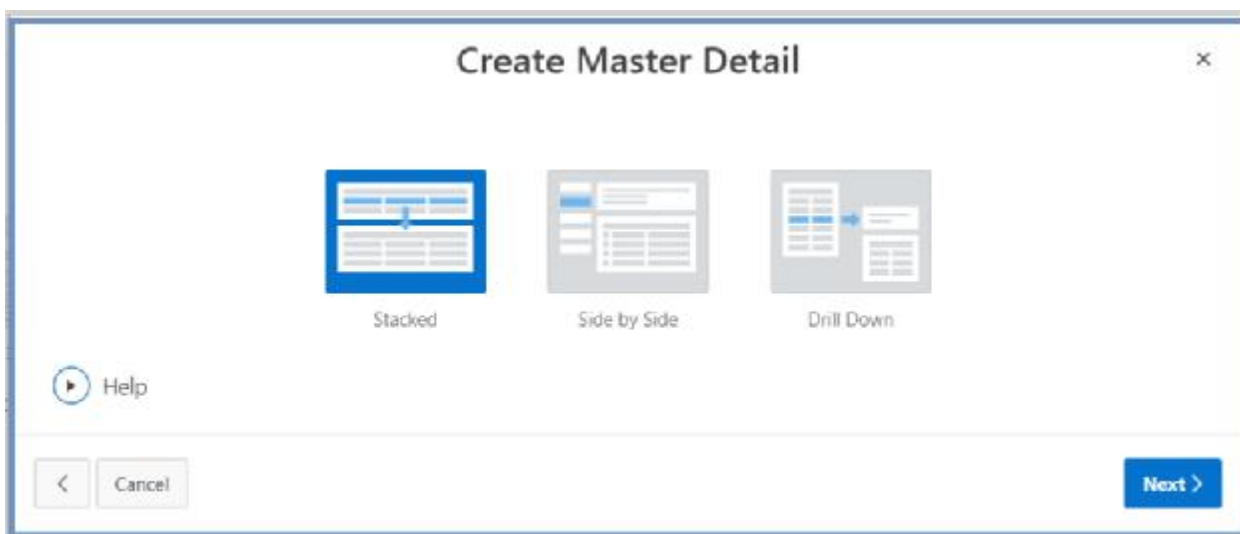 Create Master Detail
×
Stacked Side by Side Drill Down
Help
Cancel Next